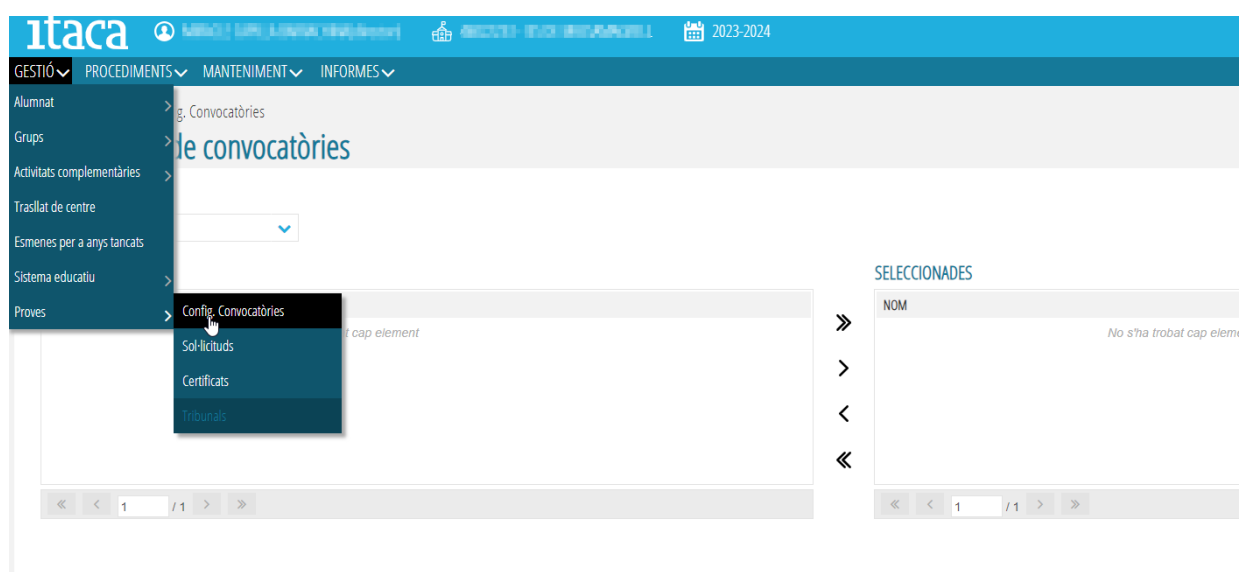 itaca 2023-2024
GESTIÓ PROCEDIMENTS MANTENIMENT INFORMES
Alumnat
g. Convocatòries
Grups
de convocatòries
Activitats complementàries
Trasllat de centre
Esmenes per a anys tancats
Sistema educatiu
SELECCIONADES
Proves
Config. Convocatòries
NOM
t cap element
No s'ha trobat cap eleme
Sol·licituds
Certificats
Tribunals
1 / 1
1 / 1